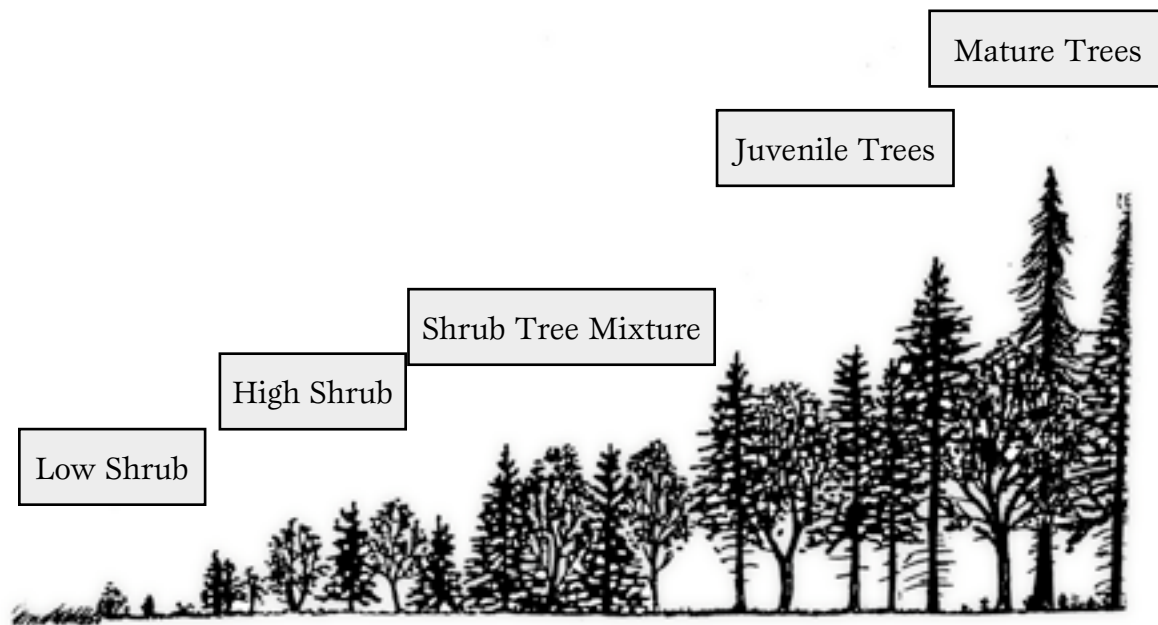 Mature Trees
Juvenile Trees
Shrub Tree Mixture
High Shrub
Low Shrub